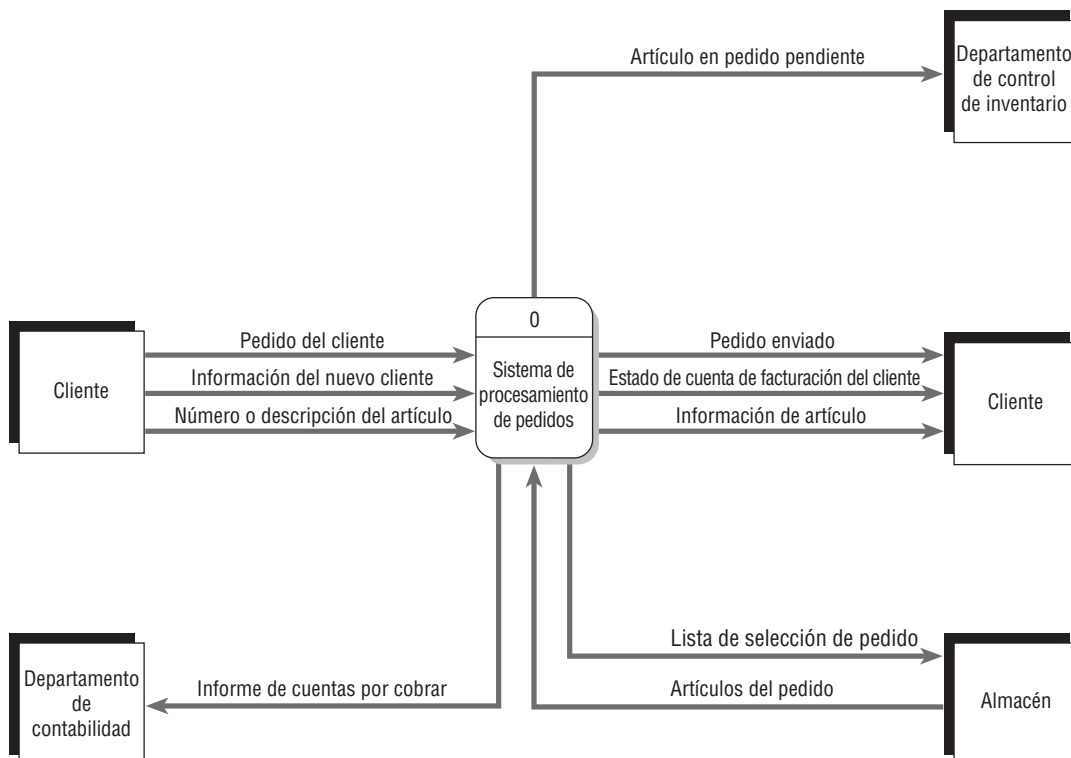 Artículo en pedido pendiente
Departamento
de control
de inventario
Cliente
Pedido del cliente
Información del nuevo cliente
Número o descripción del artículo
0
Sistema de
procesamiento
de pedidos
Pedido enviado
Estado de cuenta de facturación del cliente
Información de artículo
Cliente
Departamento
de
contabilidad
Informe de cuentas por cobrar
Lista de selección de pedido
Artículos del pedido
Almacén